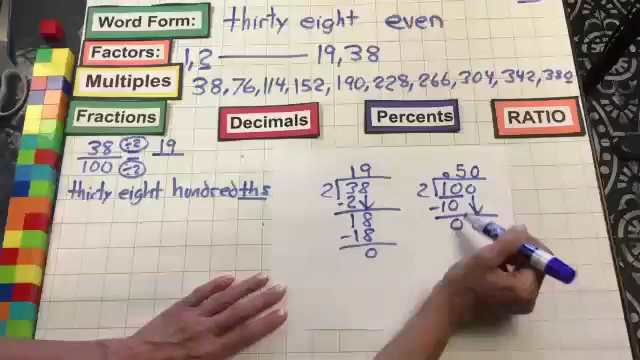 Word Form: thirty eight even
Factors: 1,2 ———— 19,38
Multiples 38,76,114,152,190,228,266,304,342,380
Fractions Decimals Percents RATIO
38 ÷2 19
100 ÷2
thirty eight hundredths
19
2 38
-2
18
-18
0
.50
2 100
-10
0